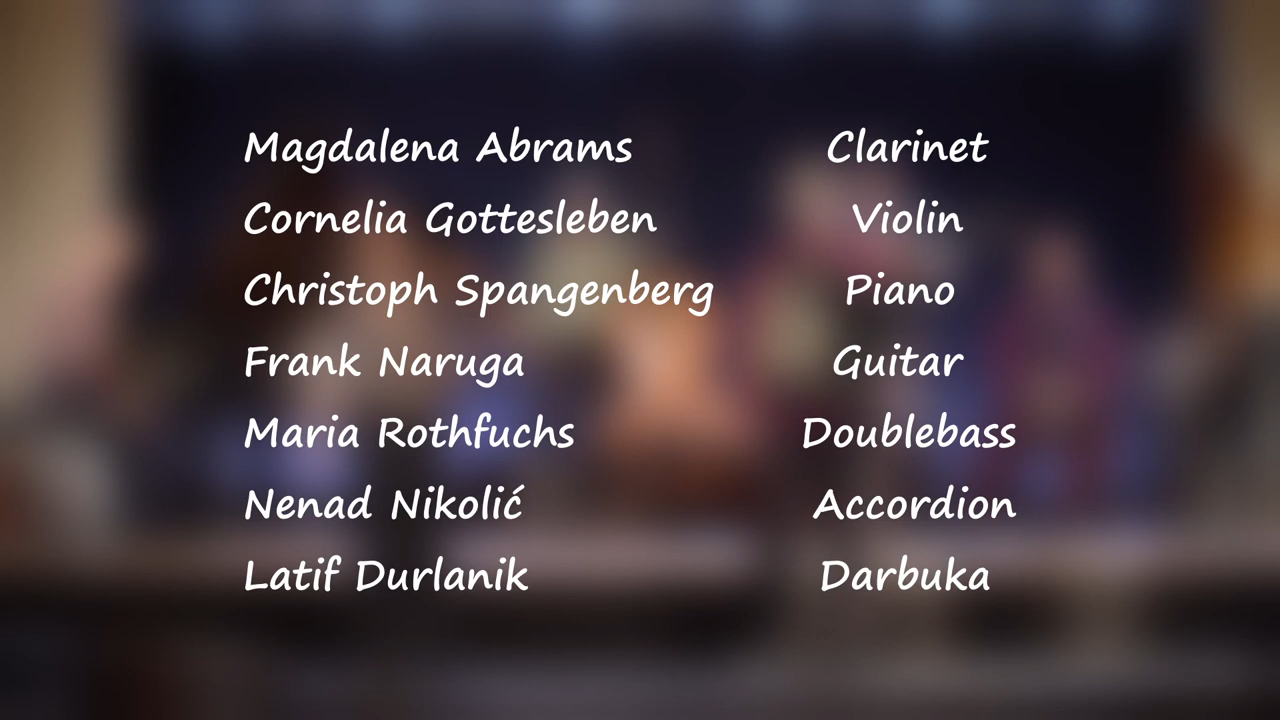 Magdalena Abrams Clarinet
Cornelia Gottesleben Violin
Christoph Spangenberg Piano
Frank Naruga Guitar
Maria Rothfuchs Doublebass
Nenad Nikolić Accordion
Latif Durlanik Darbuka